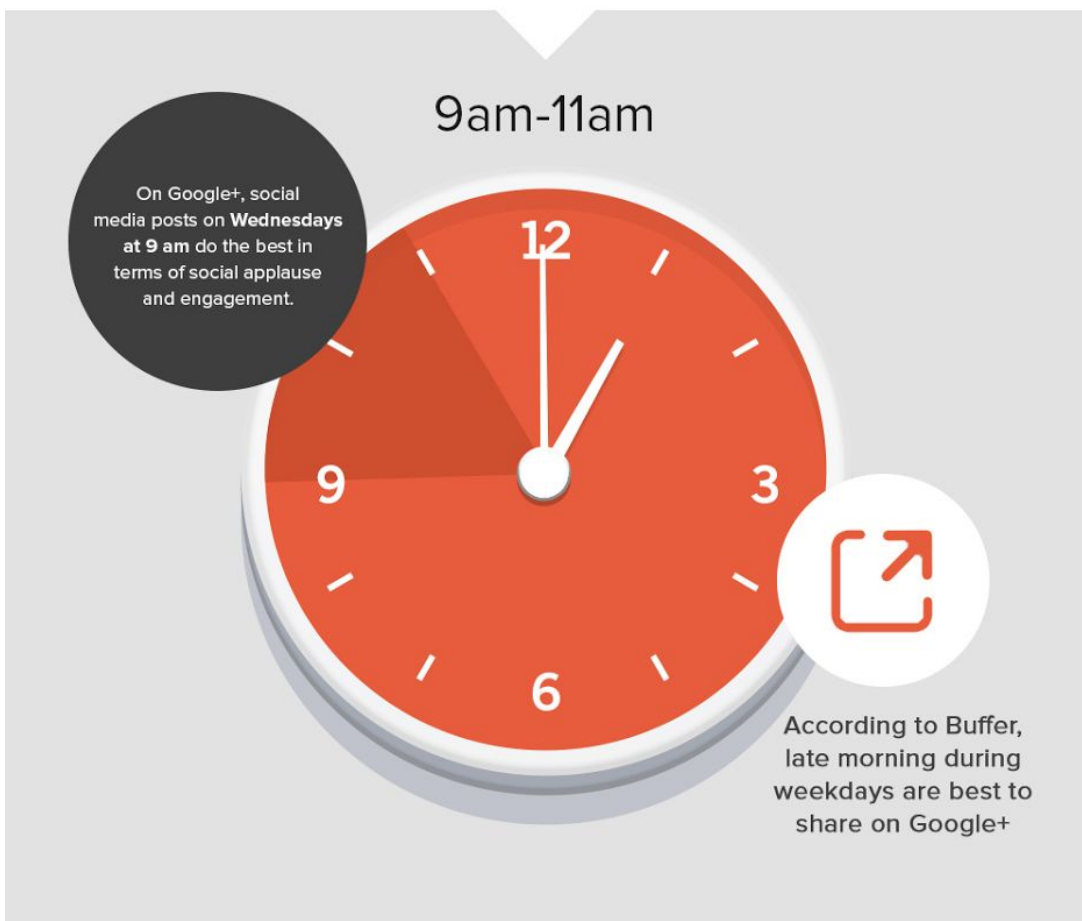 9am-11am
On Google+, social
media posts on Wednesdays
at 9 am do the best in
terms of social applause
and engagement.
12
9
3
6
According to Buffer,
late morning during
weekdays are best to
share on Google+